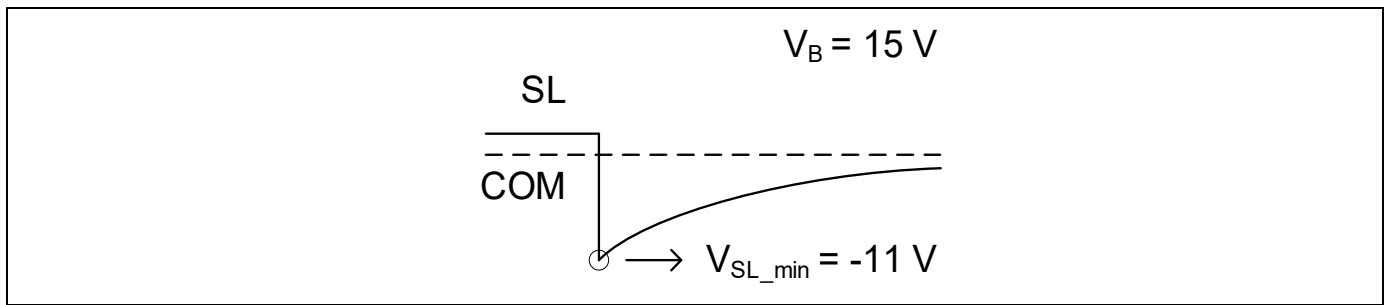 V_B = 15 V
SL
COM
V_SL_min = -11 V